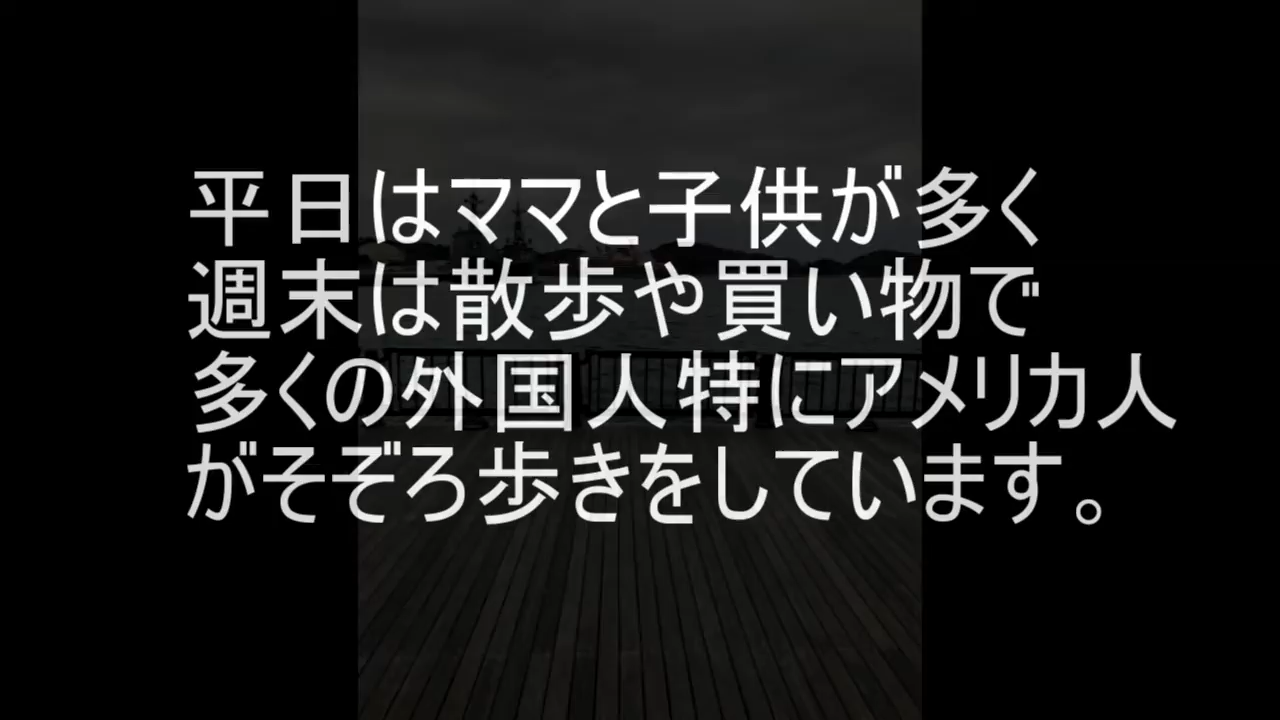 平日はママと子供が多く
週末は散歩や買い物で
多くの外国人特にアメリカ人
がそぞろ歩きをしています。